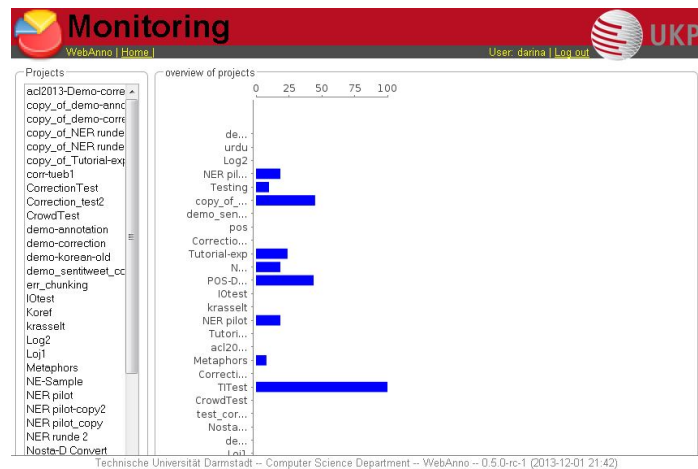 Monitoring
UKP
WebAnno | Home |
User: darina | Log out
Projects
acl2013-Demo-corre
copy_of_demo-anno
copy_of_demo-corre
copy_of_NER runde
copy_of_NER runde
copy_of_Tutorial-exp
corr-tueb1
CorrectionTest
Correction_test2
CrowdTest
demo-annotation
demo-correction
demo-korean-old
demo_sentitweet_cc
err_chunking
IOtest
Koref
krasselt
Log2
Loj1
Metaphors
NE-Sample
NER pilot
NER pilot-copy2
NER pilot_copy
NER runde 2
Nosta-D Convert
overview of projects
0 25 50 75 100
de...
urdu
Log2
NER pil...
Testing
copy_of_...
demo_sen...
pos
Correctio...
Tutorial-exp
N...
POS-D...
IOtest
krasselt
NER pilot
Tutori...
acl20...
Metaphors
Correcti...
TITest
CrowdTest
test_cor...
Nosta...
de...
Loj1
Technische Universität Darmstadt -- Computer Science Department -- WebAnno -- 0.5.0-rc-1 (2013-12-01 21:42)